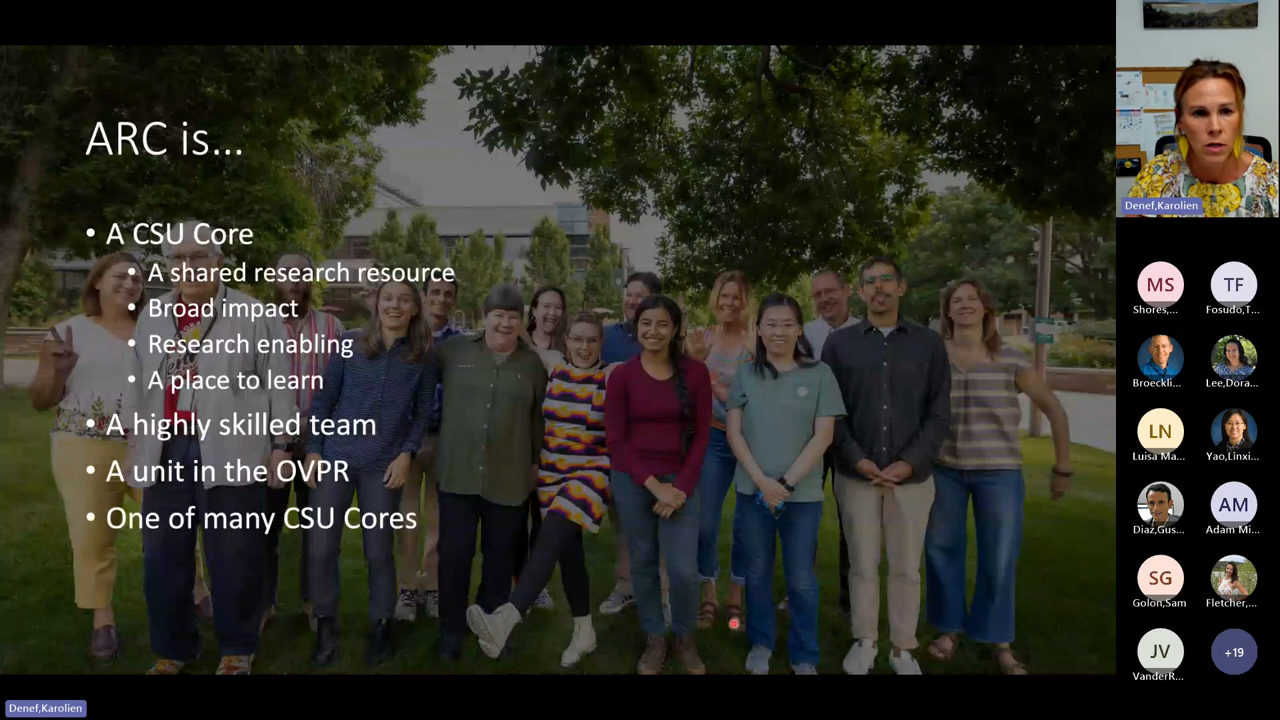 ARC is...
• A CSU Core
• A shared research resource
• Broad impact
• Research enabling
• A place to learn
• A highly skilled team
• A unit in the OVPR
• One of many CSU Cores
Denef,Karolien
MS
TF
Shores,...
Fosudo,T...
Broeckli...
Lee,Dora...
LN
Luisa Ma...
Yao,Linxi...
AM
Diaz,Gus...
Adam Mi...
SG
Golon,Sam
Fletcher,...
JV
+19
VanderR...
Denef,Karolien